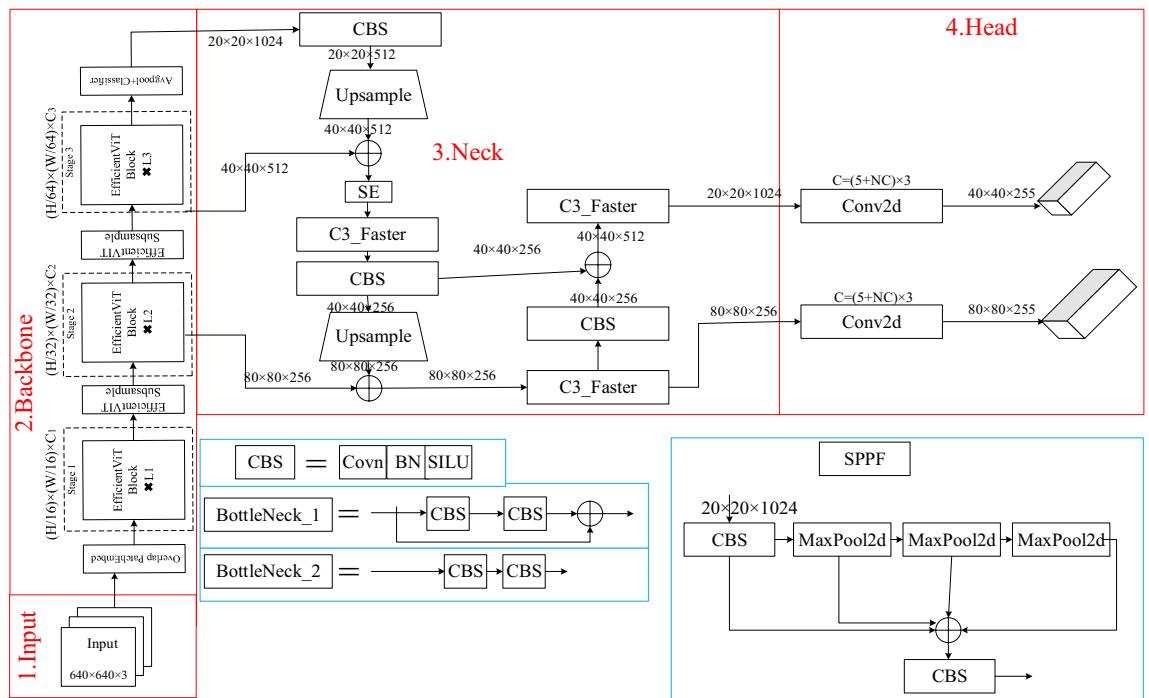 1.Input
Input
640×640×3
2.Backbone
Overlap PatchEmbed
(H/16)×(W/16)×C1
Stage 1
EfficientViT
Block
✖L1
EfficientVIT
Subsample
(H/32)×(W/32)×C2
Stage 2
EfficientViT
Block
✖L2
EfficientVIT
Subsample
(H/64)×(W/64)×C3
Stage 3
EfficientViT
Block
✖L3
Avgpool+Classifier
3.Neck
20×20×1024
CBS
20×20×512
Upsample
40×40×512
40×40×512
SE
C3_Faster
CBS
40×40×256
40×40×256
Upsample
80×80×256
80×80×256
80×80×256
C3_Faster
CBS
40×40×256
40×40×512
C3_Faster
20×20×1024
80×80×256
4.Head
C=(5+NC)×3
Conv2d
40×40×255
C=(5+NC)×3
Conv2d
80×80×255
CBS = Covn BN SILU
BottleNeck_1 = CBS CBS
BottleNeck_2 = CBS CBS
SPPF
20×20×1024
CBS MaxPool2d MaxPool2d MaxPool2d
CBS